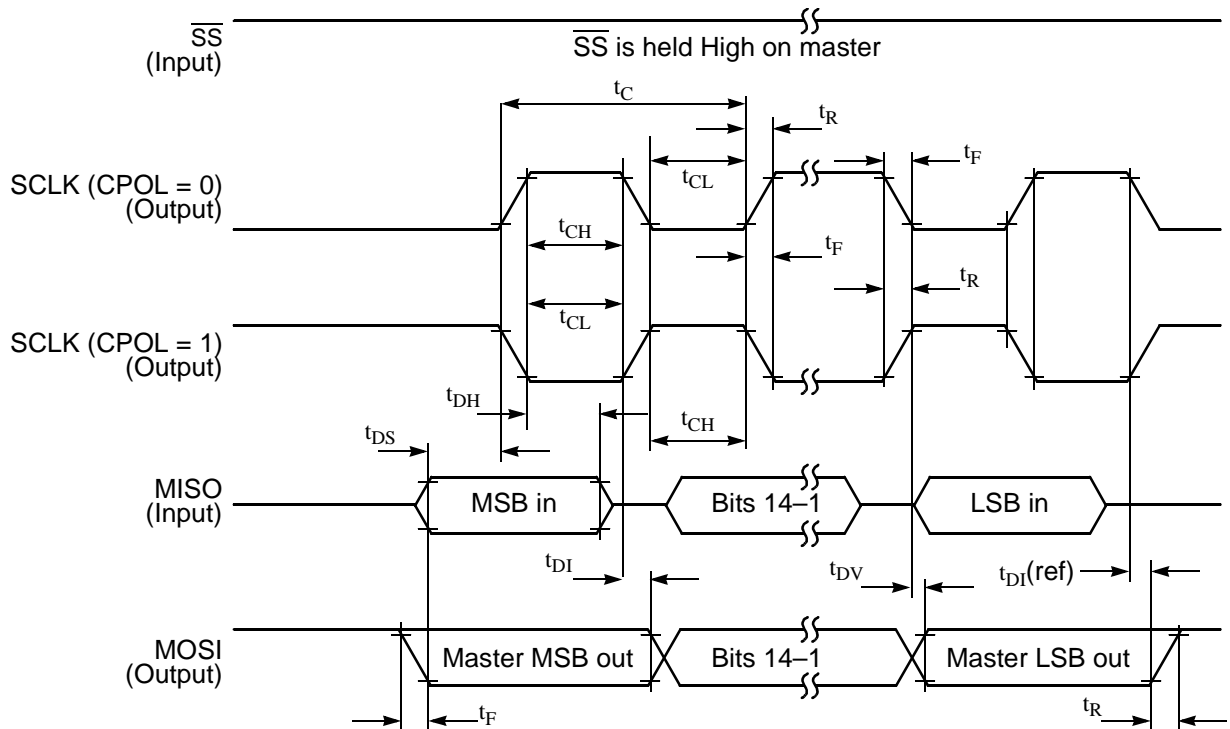 SS
(Input)
SS is held High on master
tC
tR
tF
SCLK (CPOL = 0)
(Output)
tCL
tCH
tF
tR
tCL
SCLK (CPOL = 1)
(Output)
tDH
tCH
tDS
MISO
(Input)
MSB in
Bits 14–1
LSB in
tDI
tDV
tDI(ref)
MOSI
(Output)
Master MSB out
Bits 14–1
Master LSB out
tF
tR